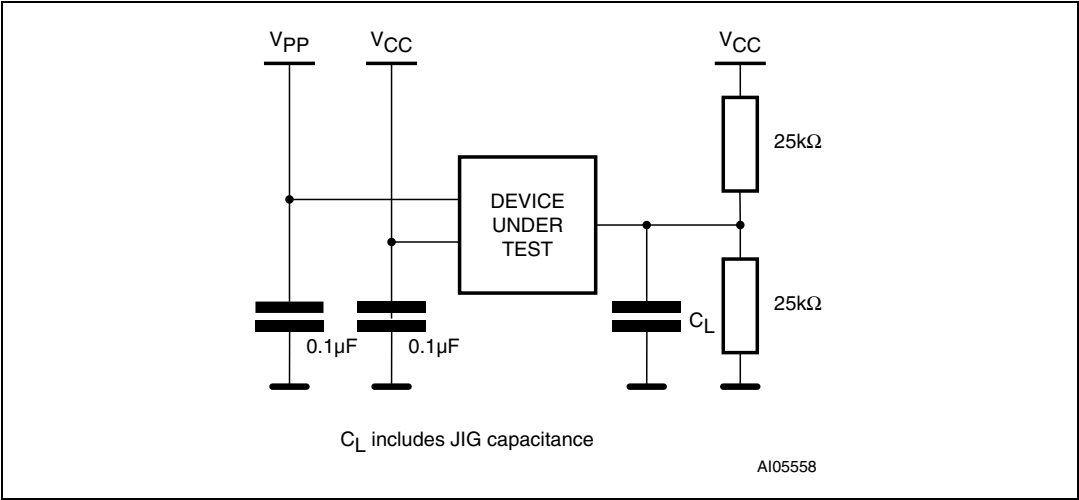 VPP
VCC
VCC
25kΩ
DEVICE
UNDER
TEST
25kΩ
CL
0.1µF
0.1µF
CL includes JIG capacitance
AI05558